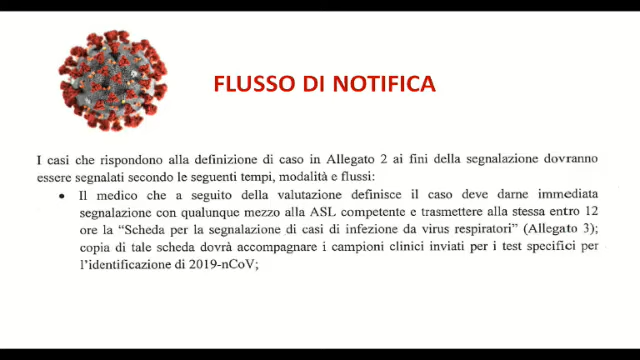 FLUSSO DI NOTIFICA
I casi che rispondono alla definizione di caso in Allegato 2 ai fini della segnalazione dovranno
essere segnalati secondo le seguenti tempi, modalità e flussi:
• Il medico che a seguito della valutazione definisce il caso deve darne immediata
segnalazione con qualunque mezzo alla ASL competente e trasmettere alla stessa entro 12
ore la “Scheda per la segnalazione di casi di infezione da virus respiratori” (Allegato 3);
copia di tale scheda dovrà accompagnare i campioni clinici inviati per i test specifici per
l’identificazione di 2019-nCoV;